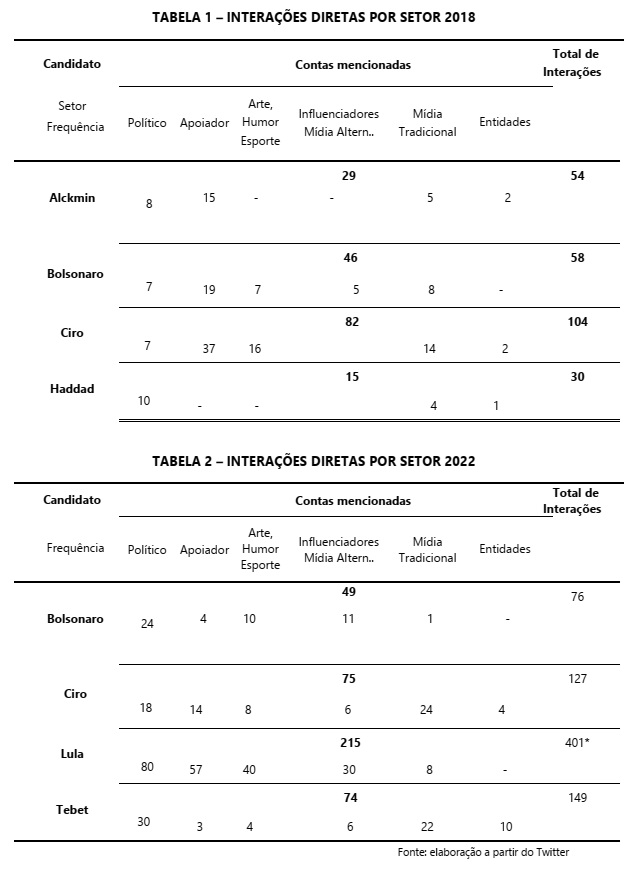 TABELA 1 – INTERAÇÕES DIRETAS POR SETOR 2018
Candidato Contas mencionadas Total de Interações
Setor Frequência Político Apoiador Arte, Humor Esporte Influenciadores Mídia Altern.. Mídia Tradicional Entidades
29 54
Alckmin 8 15 - - 5 2
46 58
Bolsonaro 7 19 7 5 8 -
82 104
Ciro 7 37 16 14 2
15 30
Haddad 10 - - 4 1
TABELA 2 – INTERAÇÕES DIRETAS POR SETOR 2022
Candidato Contas mencionadas Total de Interações
Frequência Político Apoiador Arte, Humor Esporte Influenciadores Mídia Altern.. Mídia Tradicional Entidades
49 76
Bolsonaro 24 4 10 11 1 -
75 127
Ciro 18 14 8 6 24 4
215 401*
Lula 80 57 40 30 8 -
74 149
Tebet 30 3 4 6 22 10
Fonte: elaboração a partir do Twitter